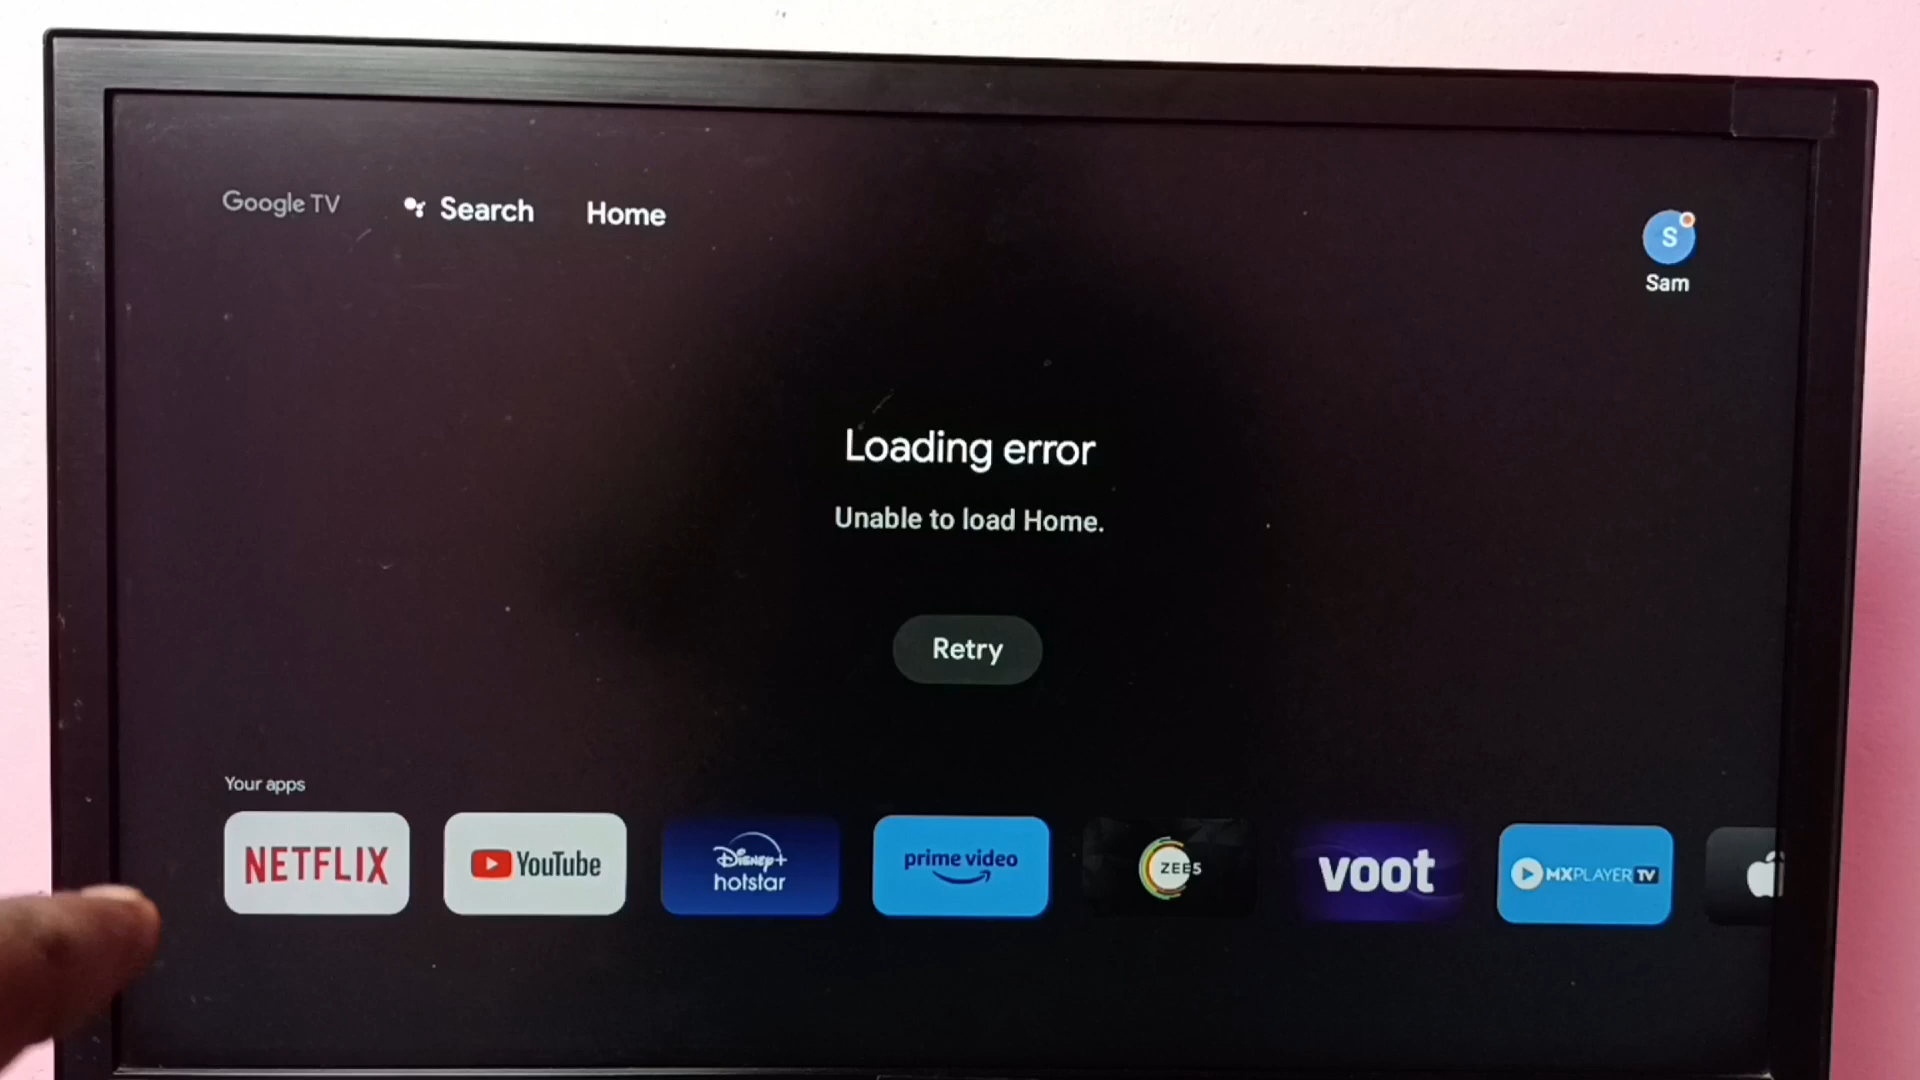 Google TV
Search
Home
S
Sam
Loading error
Unable to load Home.
Retry
Your apps
NETFLIX
YouTube
Disney+
hotstar
prime video
ZEE5
voot
MXPLAYER TV